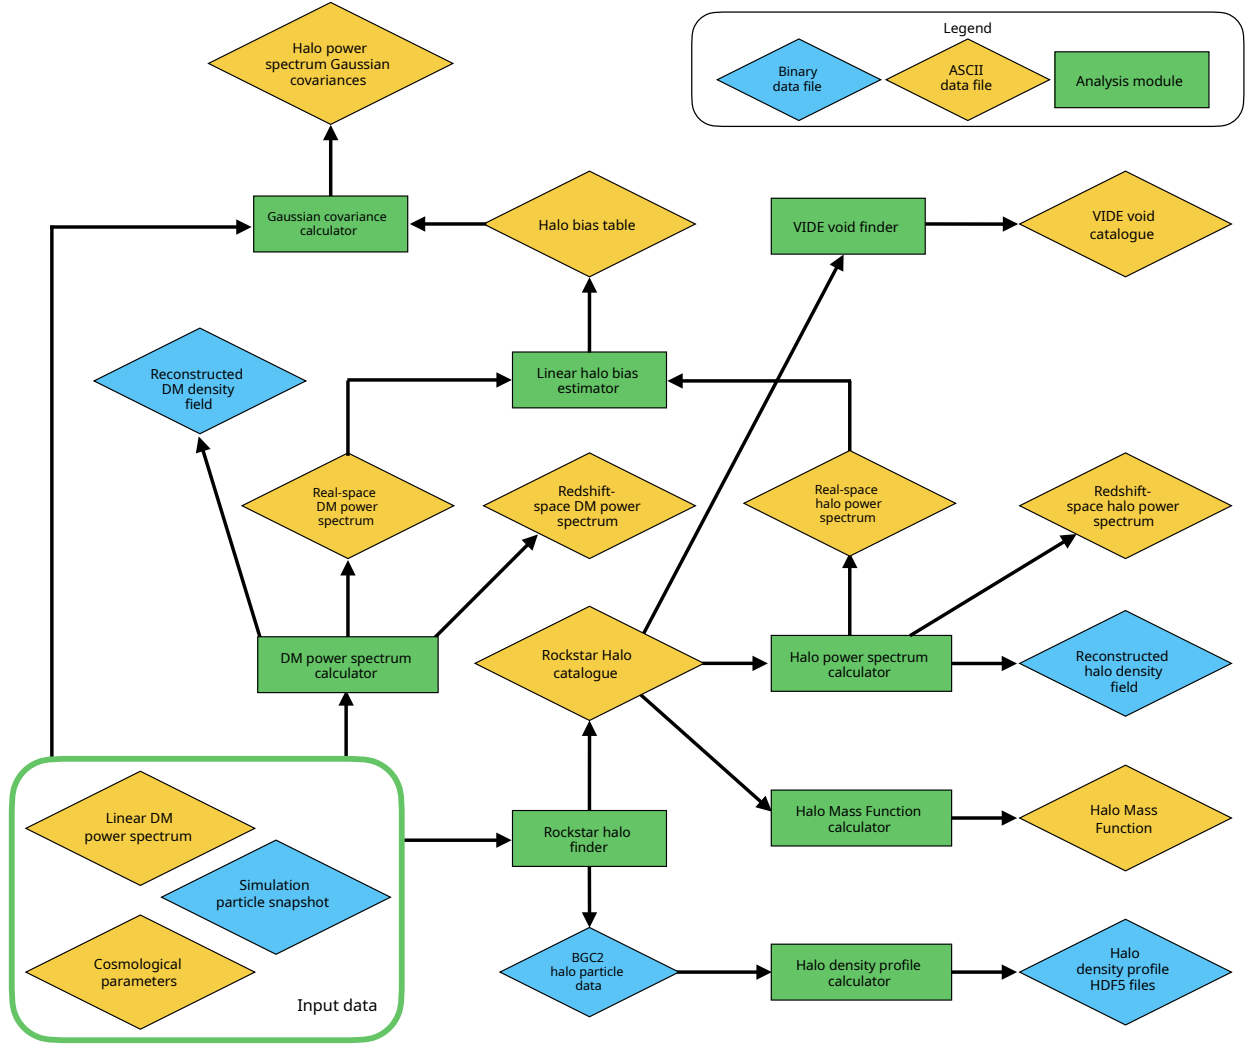 Halo power
spectrum Gaussian
covariances
Legend
Binary
data file
ASCII
data file
Analysis module
Gaussian covariance
calculator
Halo bias table
VIDE void finder
VIDE void
catalogue
Reconstructed
DM density
field
Linear halo bias
estimator
Real-space
DM power
spectrum
Redshift-
space DM power
spectrum
Real-space
halo power
spectrum
Redshift-
space halo power
spectrum
DM power spectrum
calculator
Rockstar Halo
catalogue
Halo power spectrum
calculator
Reconstructed
halo density
field
Linear DM
power spectrum
Simulation
particle snapshot
Cosmological
parameters
Input data
Rockstar halo
finder
Halo Mass Function
calculator
Halo Mass
Function
BGC2
halo particle
data
Halo density profile
calculator
Halo
density profile
HDF5 files